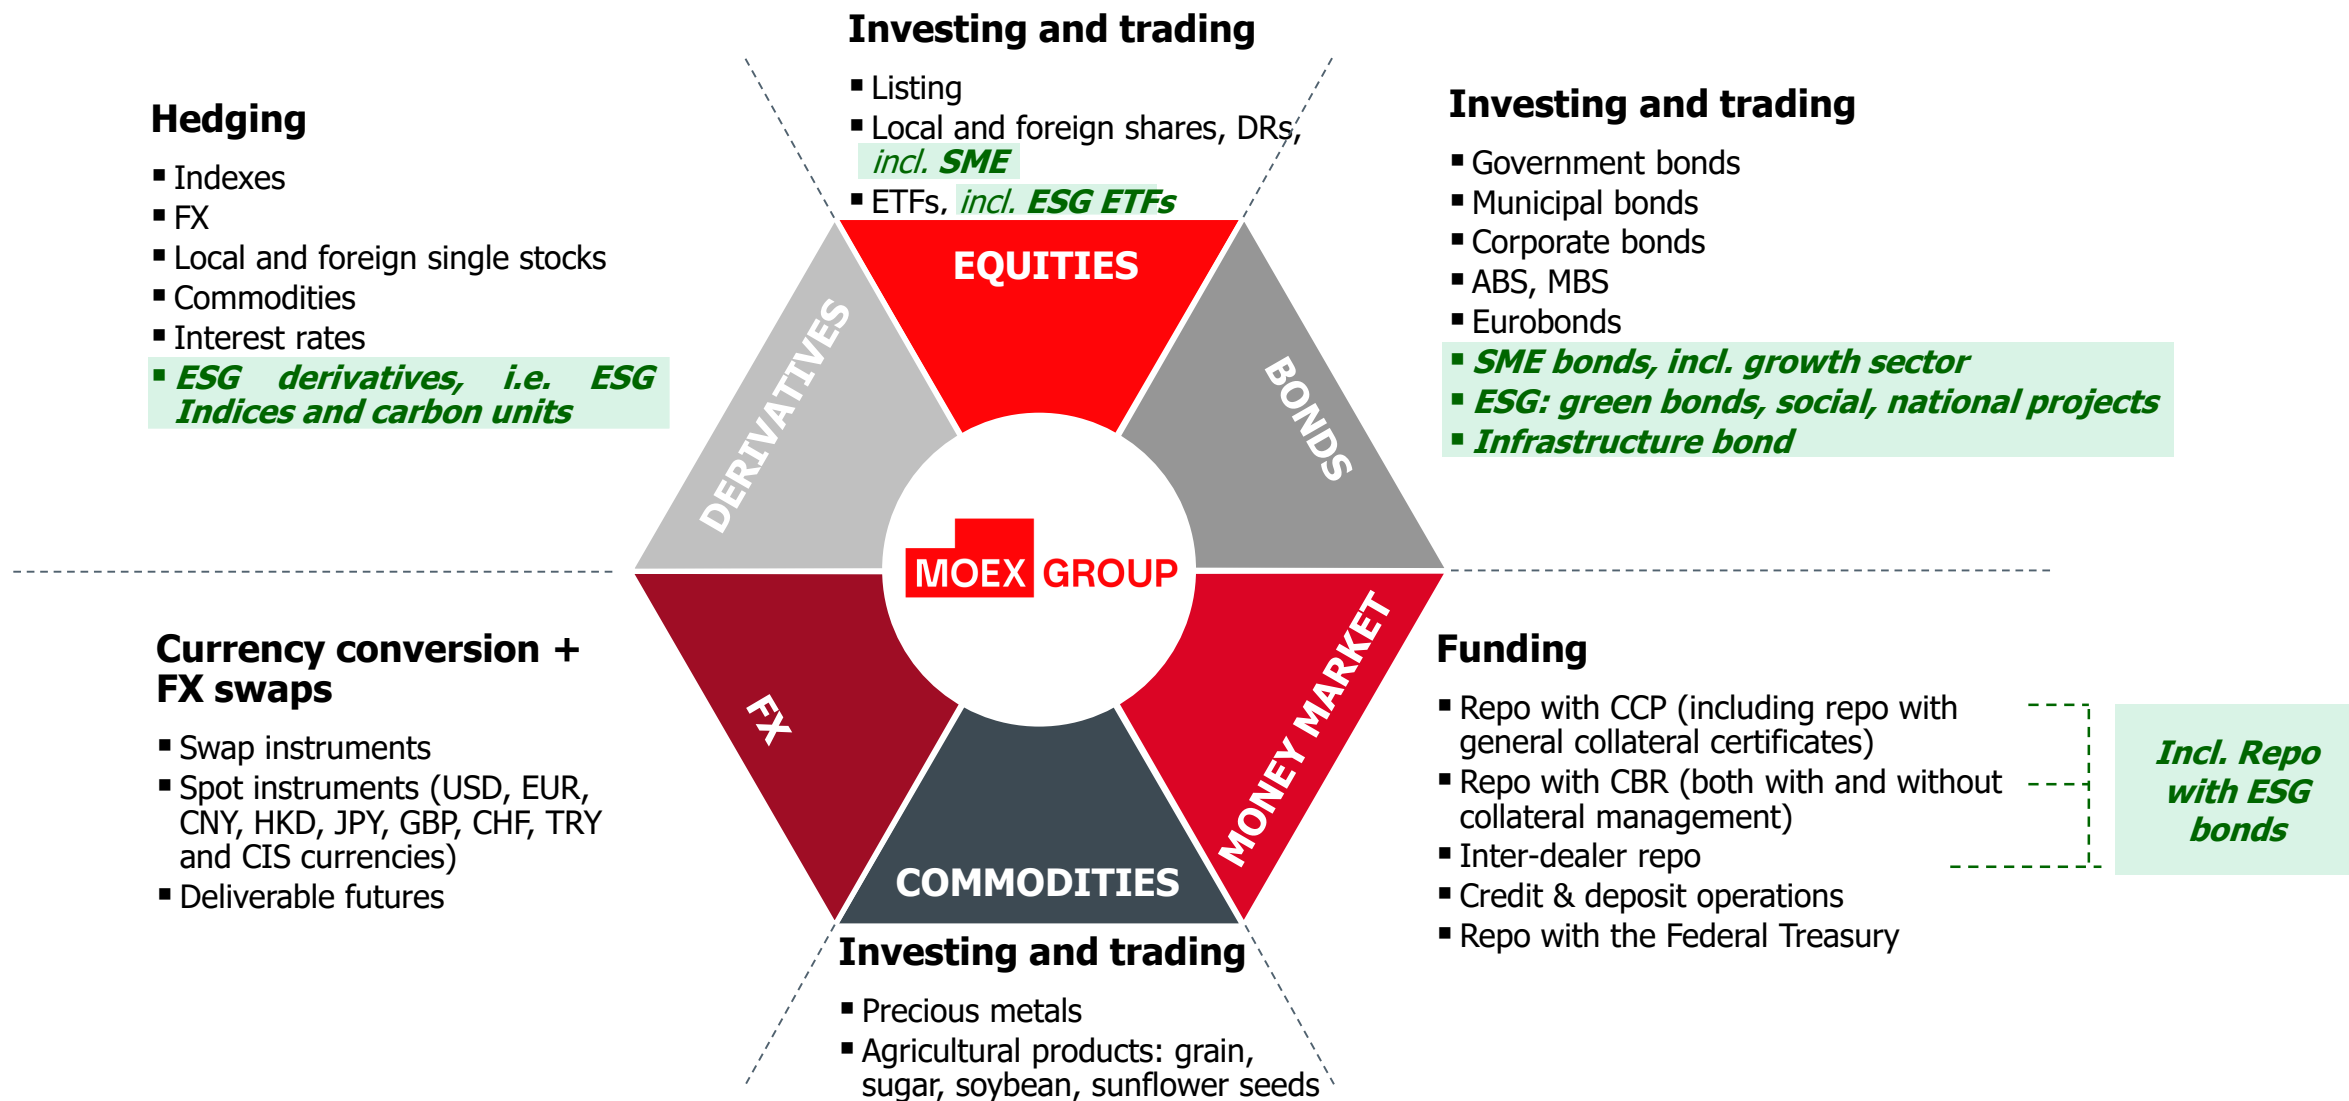 Investing and trading
▪ Listing
▪ Local and foreign shares, DRs,
incl. SME
▪ ETFs, incl. ESG ETFs
Hedging
▪ Indexes
▪ FX
▪ Local and foreign single stocks
▪ Commodities
▪ Interest rates
▪ ESG derivatives, i.e. ESG
Indices and carbon units
Investing and trading
▪ Government bonds
▪ Municipal bonds
▪ Corporate bonds
▪ ABS, MBS
▪ Eurobonds
▪ SME bonds, incl. growth sector
▪ ESG: green bonds, social, national projects
▪ Infrastructure bond
EQUITIES
DERIVATIVES
BONDS
MOEX GROUP
FX
MONEY MARKET
COMMODITIES
Currency conversion +
FX swaps
▪ Swap instruments
▪ Spot instruments (USD, EUR,
CNY, HKD, JPY, GBP, CHF, TRY
and CIS currencies)
▪ Deliverable futures
Funding
▪ Repo with CCP (including repo with
general collateral certificates)
▪ Repo with CBR (both with and without
collateral management)
▪ Inter-dealer repo
▪ Credit & deposit operations
▪ Repo with the Federal Treasury
Incl. Repo
with ESG
bonds
Investing and trading
▪ Precious metals
▪ Agricultural products: grain,
sugar, soybean, sunflower seeds